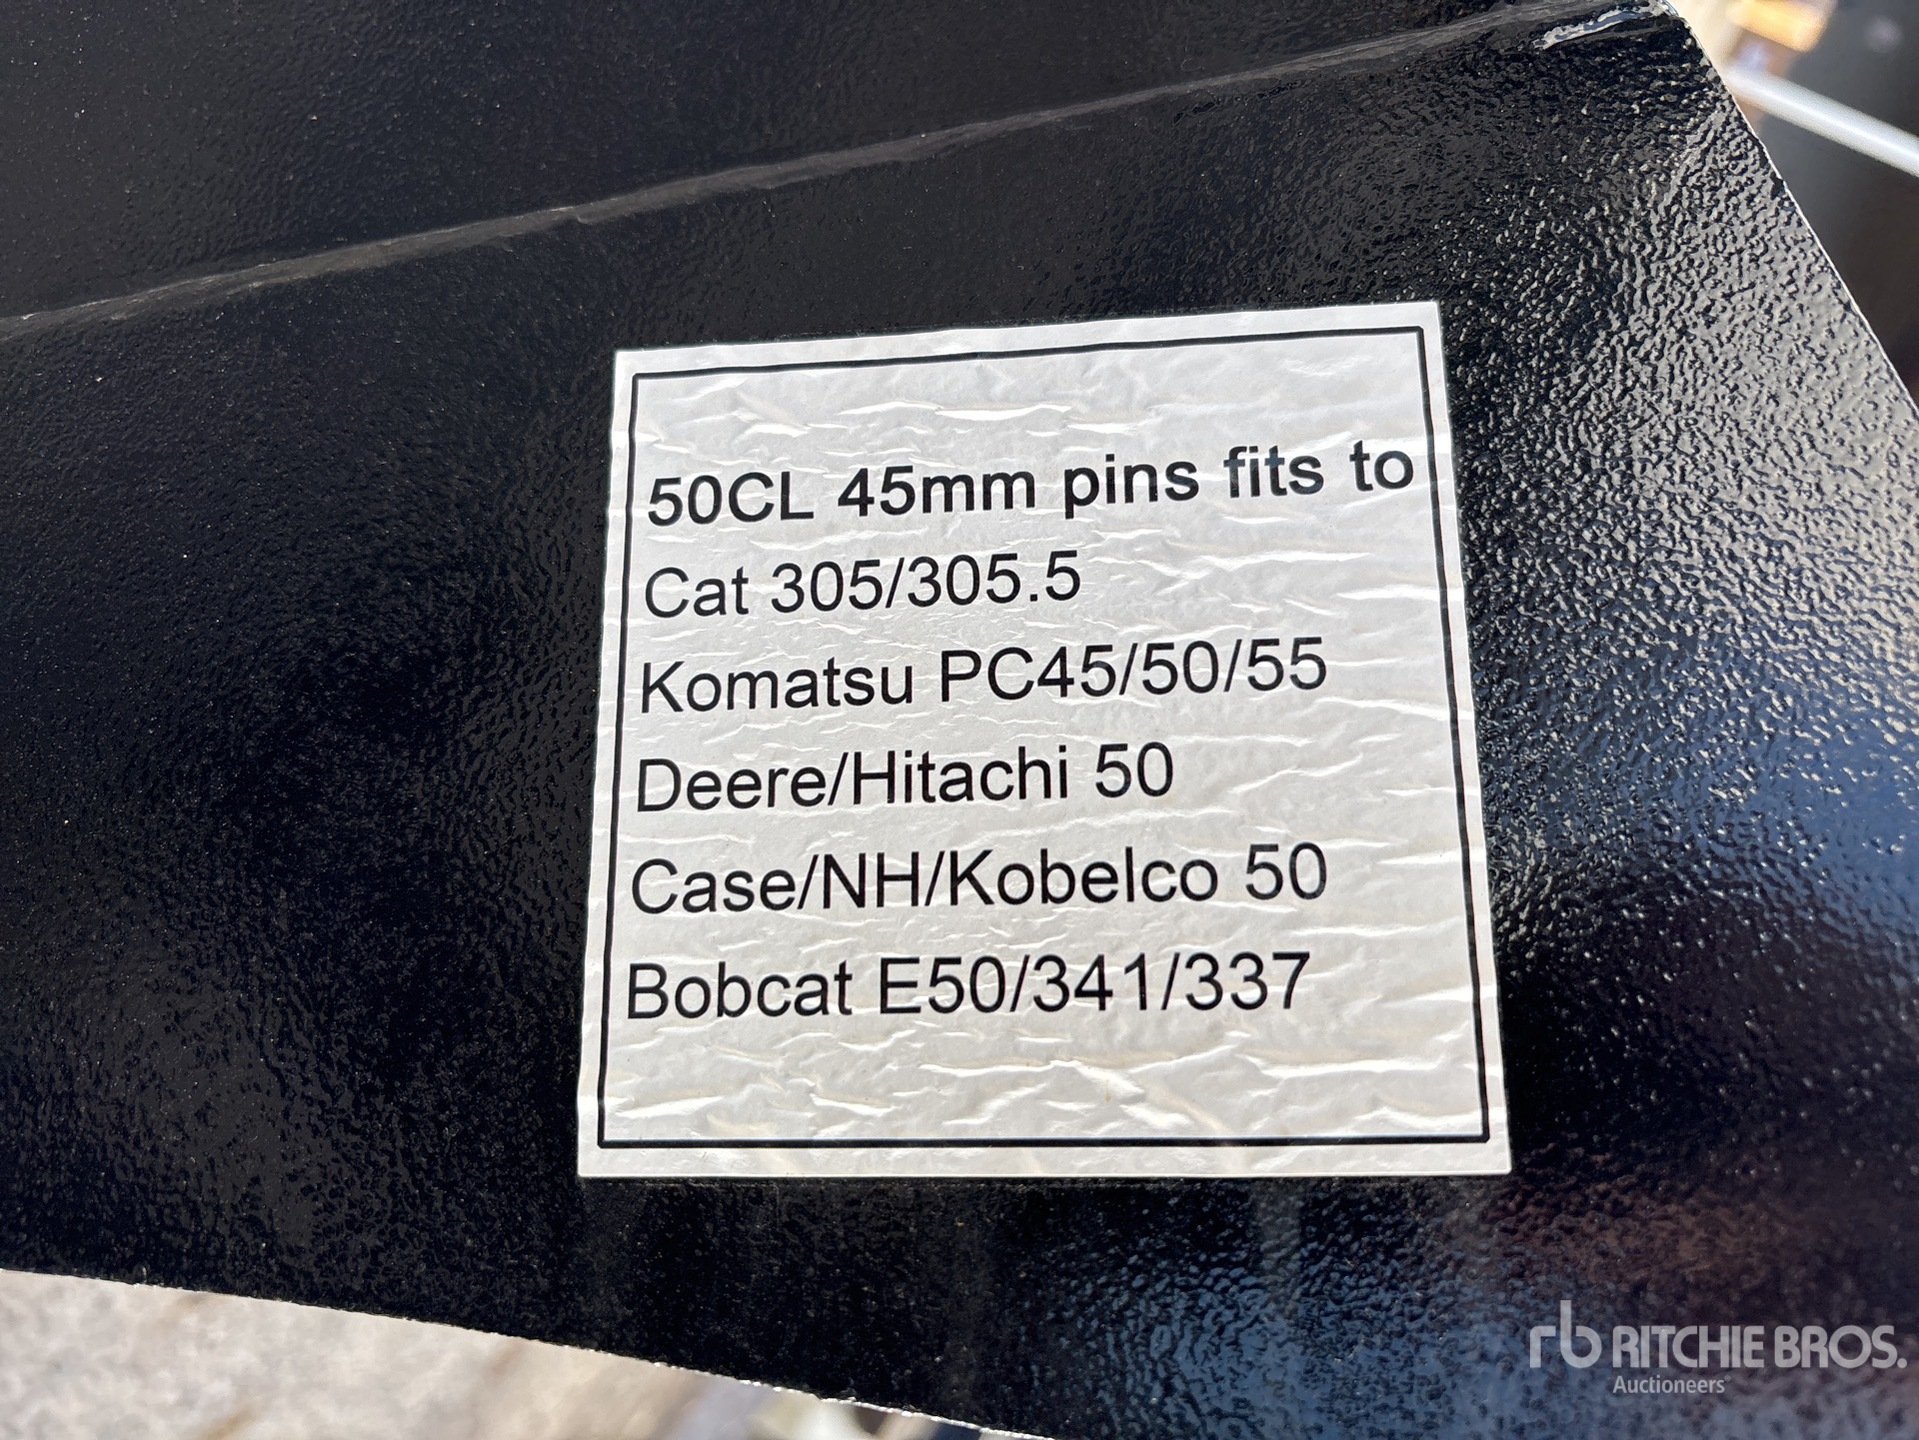 50CL 45mm pins fits to
Cat 305/305.5
Komatsu PC45/50/55
Deere/Hitachi 50
Case/NH/Kobelco 50
Bobcat E50/341/337
rb RITCHIE BROS.
Auctioneers